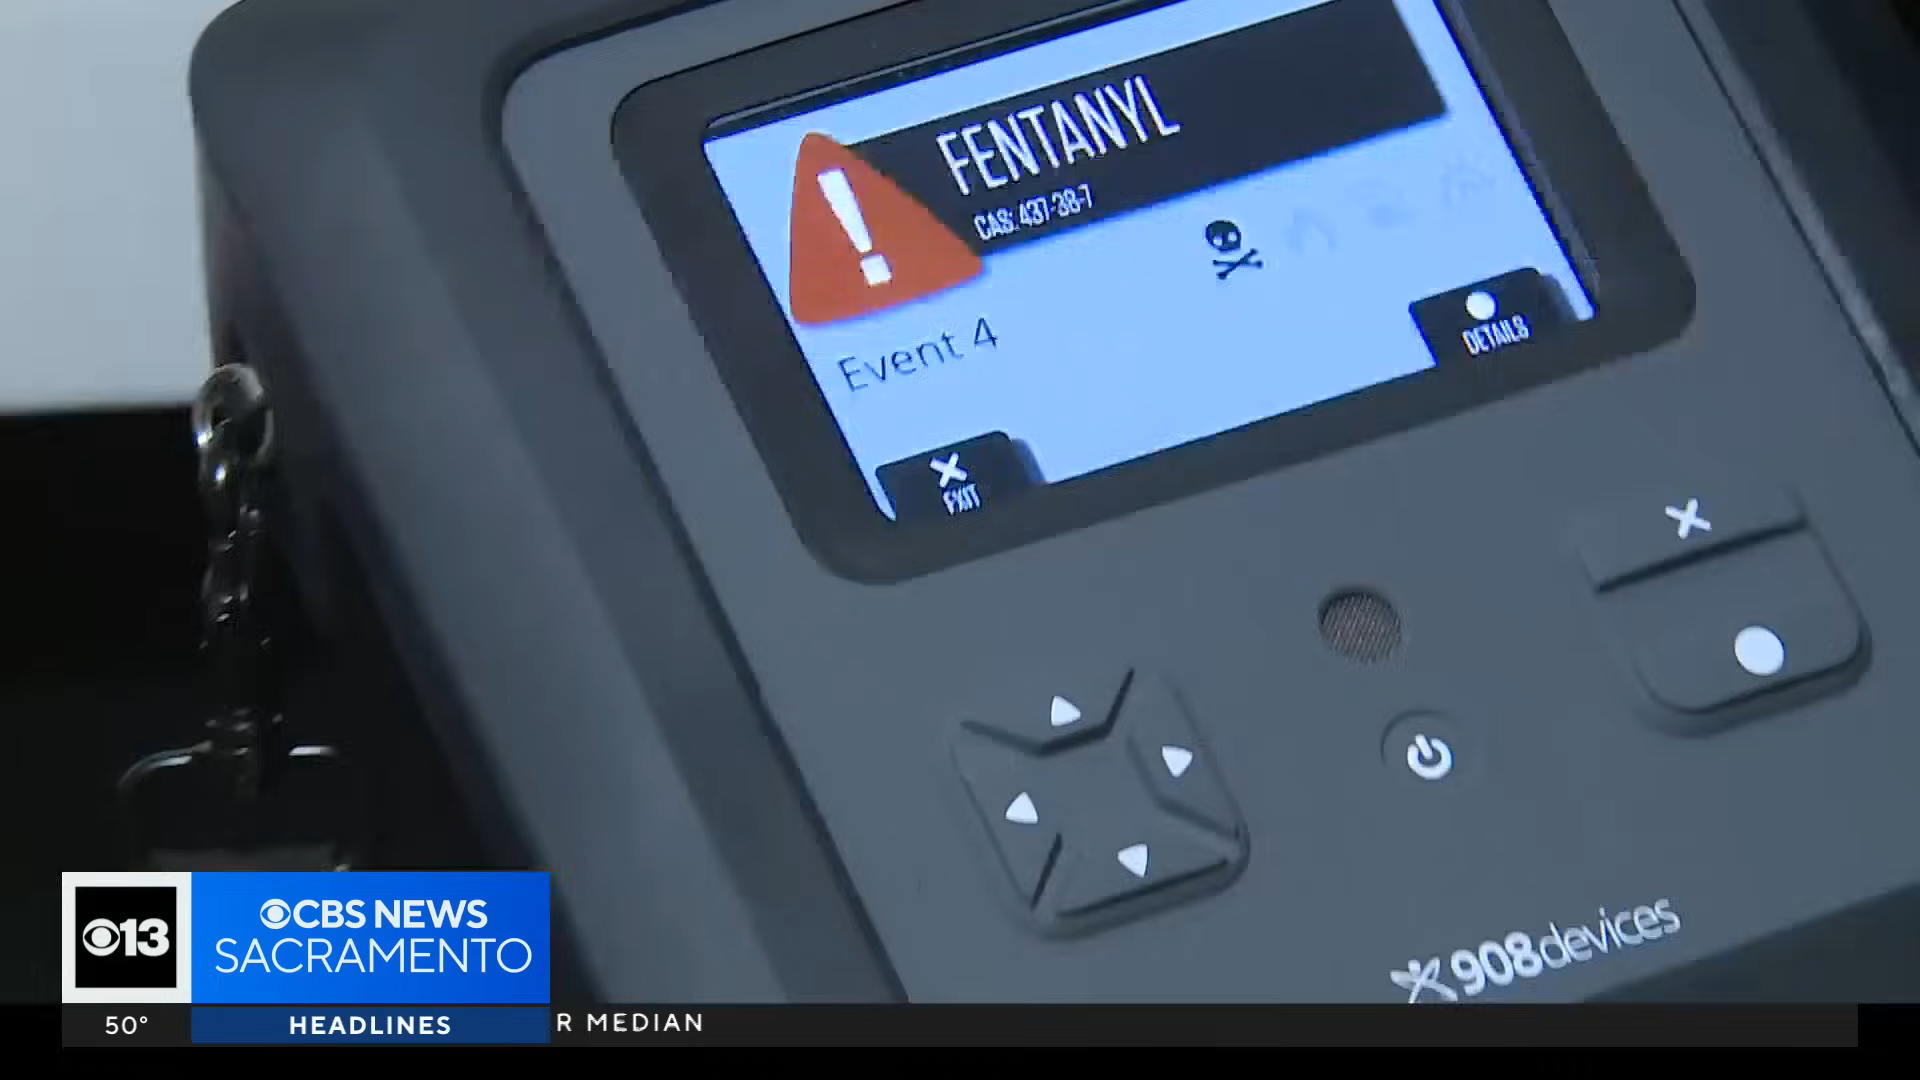 FENTANYL
CAS: 437-38-7
Event 4
DETAILS
EXIT
908devices
13
CBS NEWS
SACRAMENTO
50°
HEADLINES
R MEDIAN